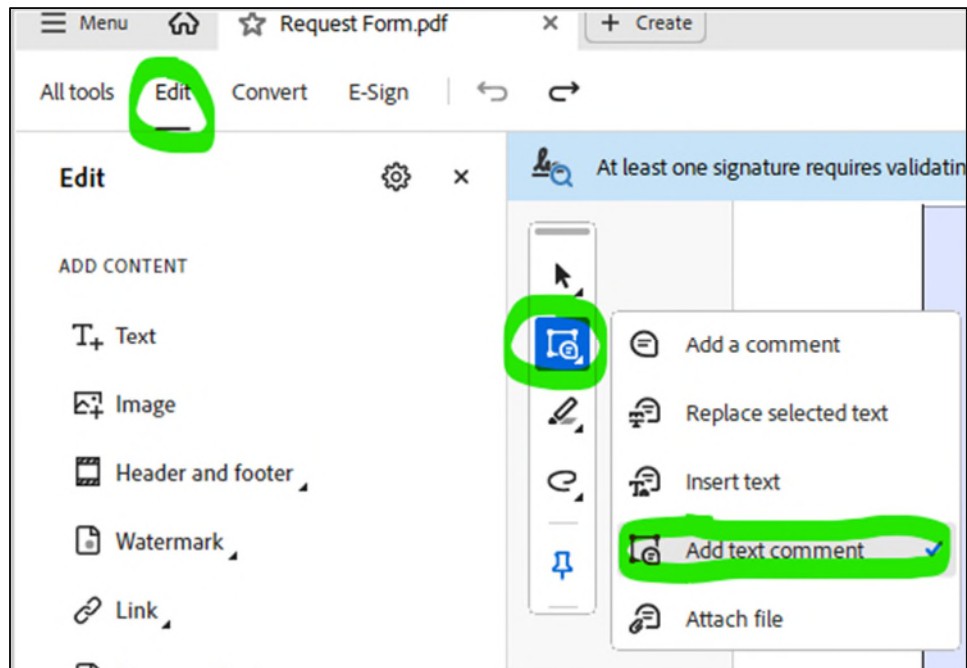 Menu
Request Form.pdf
Create
All tools
Edit
Convert
E-Sign
Edit
At least one signature requires validatin
ADD CONTENT
Text
Image
Header and footer
Watermark
Link
Add a comment
Replace selected text
Insert text
Add text comment
Attach file